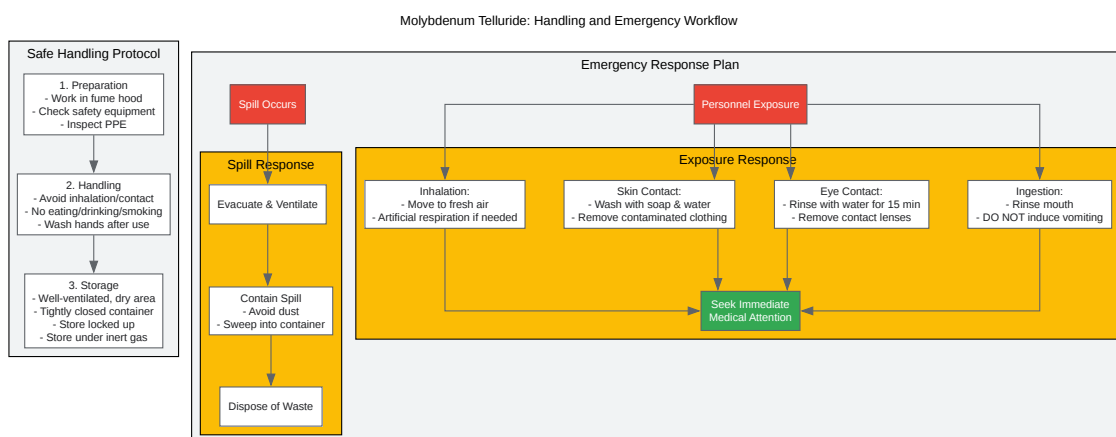 Molybdenum Telluride: Handling and Emergency Workflow
Safe Handling Protocol
1. Preparation
- Work in fume hood
- Check safety equipment
- Inspect PPE
2. Handling
- Avoid inhalation/contact
- No eating/drinking/smoking
- Wash hands after use
3. Storage
- Well-ventilated, dry area
- Tightly closed container
- Store locked up
- Store under inert gas
Emergency Response Plan
Spill Occurs
Spill Response
Evacuate & Ventilate
Contain Spill
- Avoid dust
- Sweep into container
Dispose of Waste
Personnel Exposure
Exposure Response
Inhalation:
- Move to fresh air
- Artificial respiration if needed
Skin Contact:
- Wash with soap & water
- Remove contaminated clothing
Eye Contact:
- Rinse with water for 15 min
- Remove contact lenses
Ingestion:
- Rinse mouth
- DO NOT induce vomiting
Seek Immediate
Medical Attention